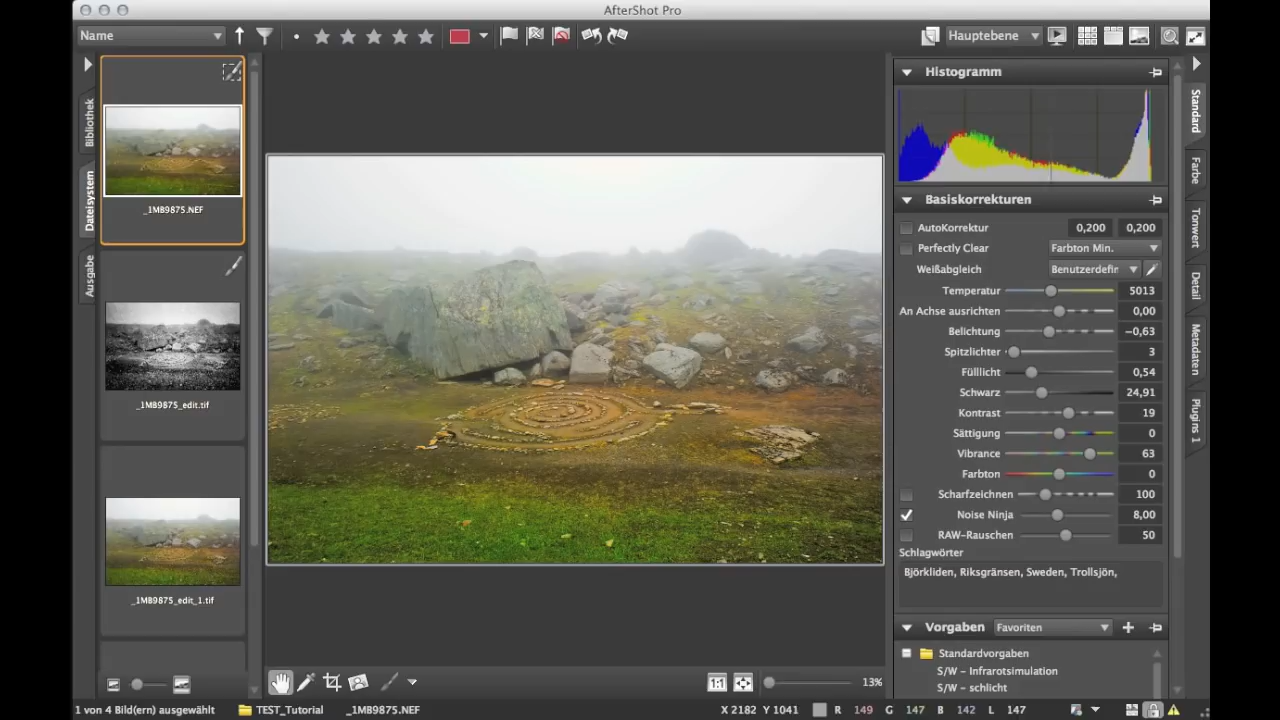 AfterShot Pro
Name
Hauptebene
Bibliothek
Dateisystem
Ausgabe
_1MB9875.NEF
_1MB9875_edit.tif
_1MB9875_edit_1.tif
Histogramm
Basiskorrekturen
AutoKorrektur 0,200 0,200
Perfectly Clear Farbton Min.
Weißabgleich Benutzerdefin
Temperatur 5013
An Achse ausrichten 0,00
Belichtung −0,63
Spitzlichter 3
Fülllicht 0,54
Schwarz 24,91
Kontrast 19
Sättigung 0
Vibrance 63
Farbton 0
Scharfzeichnen 100
Noise Ninja 8,00
RAW-Rauschen 50
Schlagwörter
Björkliden, Riksgränsen, Sweden, Trollsjön,
Vorgaben Favoriten
Standardvorgaben
S/W - Infrarotsimulation
S/W - schlicht
Standard
Farbe
Tonwert
Detail
Metadaten
Plugins 1
1:1
13%
1 von 4 Bild(ern) ausgewählt TEST_Tutorial _1MB9875.NEF X 2182 Y 1041 R 149 G 147 B 142 L 147